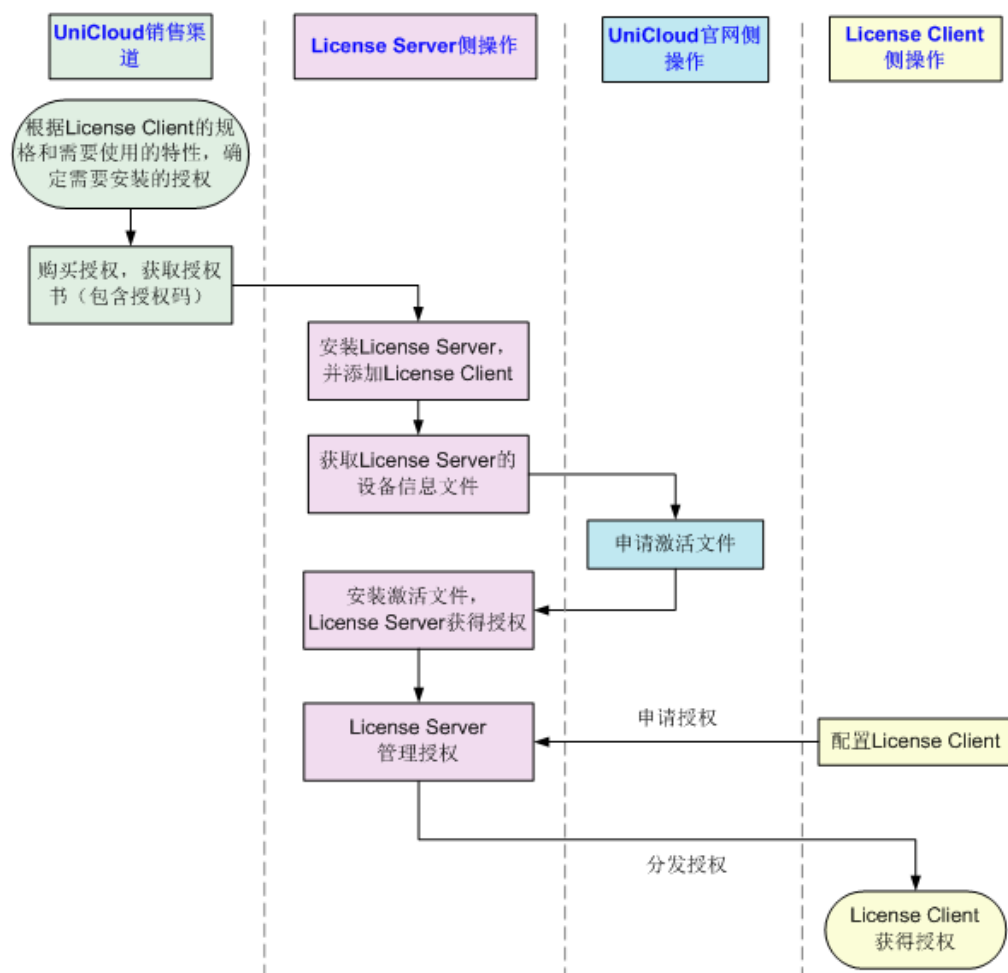 UniCloud销售渠
道
License Server侧操作
UniCloud官网侧
操作
License Client
侧操作
根据License Client的规
格和需要使用的特性，确
定需要安装的授权
购买授权，获取授权
书（包含授权码）
安装License Server，
并添加License Client
获取License Server的
设备信息文件
申请激活文件
安装激活文件，
License Server获得授权
License Server
管理授权
申请授权
配置License Client
分发授权
License Client
获得授权